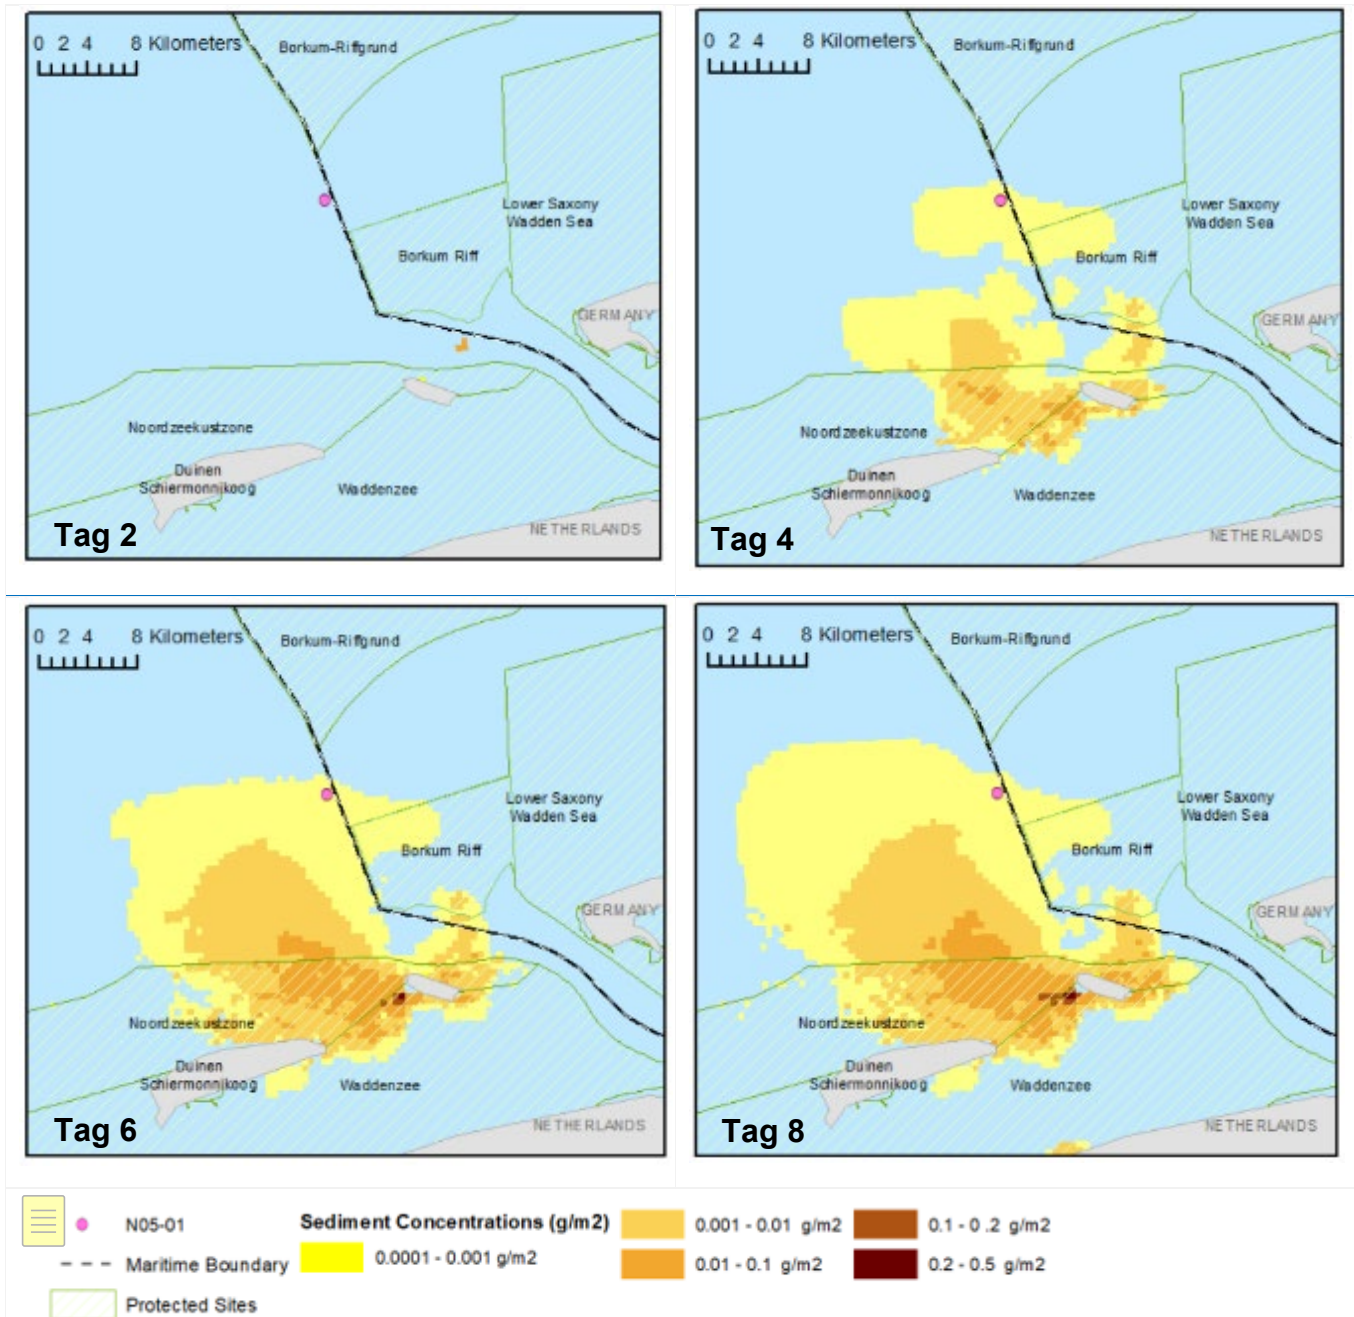 0 2 4 8 Kilometers
Borkum-Riffgrund
Lower Saxony
Wadden Sea
Borkum Riff
GERMANY
Noordzeekustzone
Duinen
Schiermonnikoog
Waddenzee
NETHERLANDS
Tag 2
0 2 4 8 Kilometers
Borkum-Riffgrund
Lower Saxony
Wadden Sea
Borkum Riff
GERMANY
Noordzeekustzone
Duinen
Schiermonnikoog
Waddenzee
NETHERLANDS
Tag 4
0 2 4 8 Kilometers
Borkum-Riffgrund
Lower Saxony
Wadden Sea
Borkum Riff
GERMANY
Noordzeekustzone
Duinen
Schiermonnikoog
Waddenzee
NETHERLANDS
Tag 6
0 2 4 8 Kilometers
Borkum-Riffgrund
Lower Saxony
Wadden Sea
Borkum Riff
GERMANY
Noordzeekustzone
Duinen
Schiermonnikoog
Waddenzee
NETHERLANDS
Tag 8
N05-01
Maritime Boundary
Protected Sites
Sediment Concentrations (g/m2)
0.0001 - 0.001 g/m2
0.001 - 0.01 g/m2
0.01 - 0.1 g/m2
0.1 - 0 .2 g/m2
0.2 - 0.5 g/m2